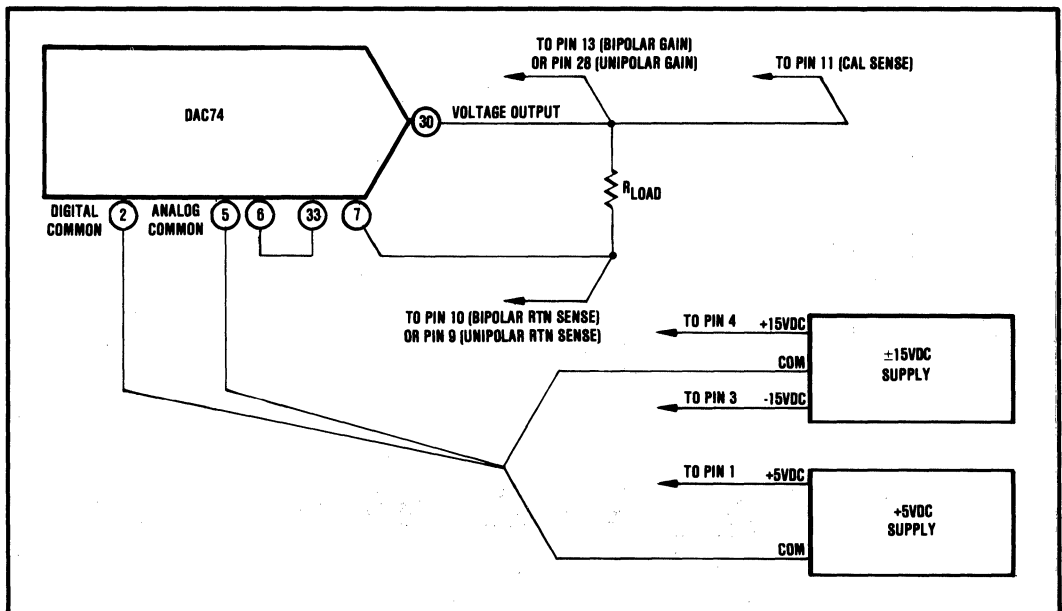 TO PIN 13 (BIPOLAR GAIN)
OR PIN 28 (UNIPOLAR GAIN)
TO PIN 11 (CAL SENSE)
DAC74
30
VOLTAGE OUTPUT
RLOAD
DIGITAL
COMMON
2
ANALOG
COMMON
5
6
33
7
TO PIN 10 (BIPOLAR RTN SENSE)
OR PIN 9 (UNIPOLAR RTN SENSE)
TO PIN 4
+15VDC
COM
TO PIN 3
-15VDC
±15VDC
SUPPLY
TO PIN 1
+5VDC
COM
+5VDC
SUPPLY